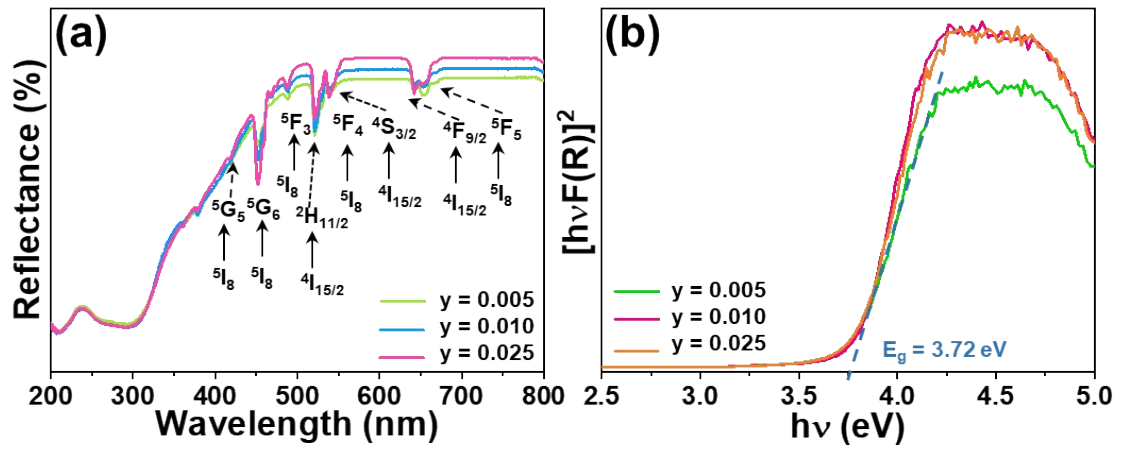 (a)
Reflectance (%)
⁵F₃
⁵F₄
⁴S₃/₂
⁴F₉/₂
⁵F₅
⁵I₈
⁵I₈
⁴I₁₅/₂
⁴I₁₅/₂
⁵I₈
⁵G₅
⁵G₆
²H₁₁/₂
⁵I₈
⁵I₈
⁴I₁₅/₂
y = 0.005
y = 0.010
y = 0.025
200 300 400 500 600 700 800
Wavelength (nm)
(b)
[hνF(R)]²
y = 0.005
y = 0.010
y = 0.025
E₉ = 3.72 eV
2.5 3.0 3.5 4.0 4.5 5.0
hν (eV)